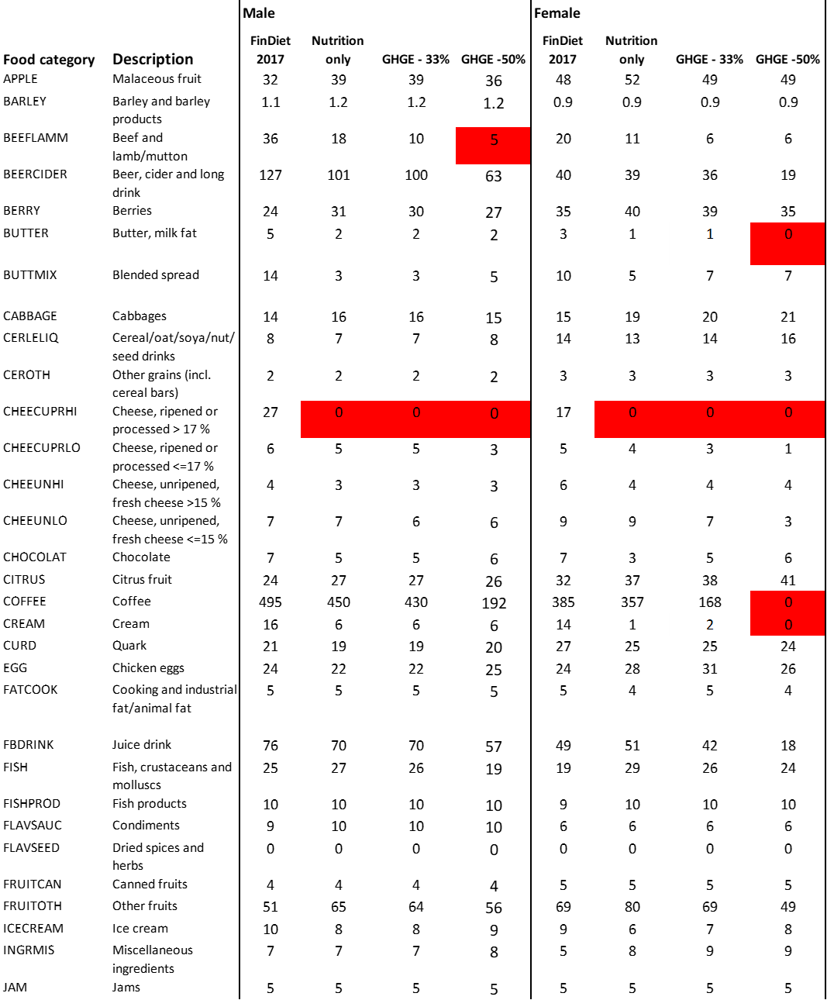 Male Female
FinDiet Nutrition FinDiet Nutrition
Food category Description 2017 only GHGE - 33% GHGE -50% 2017 only GHGE - 33% GHGE -50%
APPLE Malaceous fruit 32 39 39 36 48 52 49 49
BARLEY Barley and barley 1.1 1.2 1.2 1.2 0.9 0.9 0.9 0.9
products
BEEFLAMM Beef and 36 18 10 5 20 11 6 6
lamb/mutton
BEERCIDER Beer, cider and long 127 101 100 63 40 39 36 19
drink
BERRY Berries 24 31 30 27 35 40 39 35
BUTTER Butter, milk fat 5 2 2 2 3 1 1 0
BUTTMIX Blended spread 14 3 3 5 10 5 7 7
CABBAGE Cabbages 14 16 16 15 15 19 20 21
CERLELIQ Cereal/oat/soya/nut/ 8 7 7 8 14 13 14 16
seed drinks
CEROTH Other grains (incl. 2 2 2 2 3 3 3 3
cereal bars)
CHEECUPRHI Cheese, ripened or 27 0 0 0 17 0 0 0
processed > 17 %
CHEECUPRLO Cheese, ripened or 6 5 5 3 5 4 3 1
processed <=17 %
CHEEUNHI Cheese, unripened, 4 3 3 3 6 4 4 4
fresh cheese >15 %
CHEEUNLO Cheese, unripened, 7 7 6 6 9 9 7 3
fresh cheese <=15 %
CHOCOLAT Chocolate 7 5 5 6 7 3 5 6
CITRUS Citrus fruit 24 27 27 26 32 37 38 41
COFFEE Coffee 495 450 430 192 385 357 168 0
CREAM Cream 16 6 6 6 14 1 2 0
CURD Quark 21 19 19 20 27 25 25 24
EGG Chicken eggs 24 22 22 25 24 28 31 26
FATCOOK Cooking and industrial 5 5 5 5 5 4 5 4
fat/animal fat
FBDRINK Juice drink 76 70 70 57 49 51 42 18
FISH Fish, crustaceans and 25 27 26 19 19 29 26 24
molluscs
FISHPROD Fish products 10 10 10 10 9 10 10 10
FLAVSAUC Condiments 9 10 10 10 6 6 6 6
FLAVSEED Dried spices and 0 0 0 0 0 0 0 0
herbs
FRUITCAN Canned fruits 4 4 4 4 5 5 5 5
FRUITOTH Other fruits 51 65 64 56 69 80 69 49
ICECREAM Ice cream 10 8 8 9 9 6 7 8
INGRMIS Miscellaneous 7 7 7 8 5 8 9 9
ingredients
JAM Jams 5 5 5 5 5 5 5 5